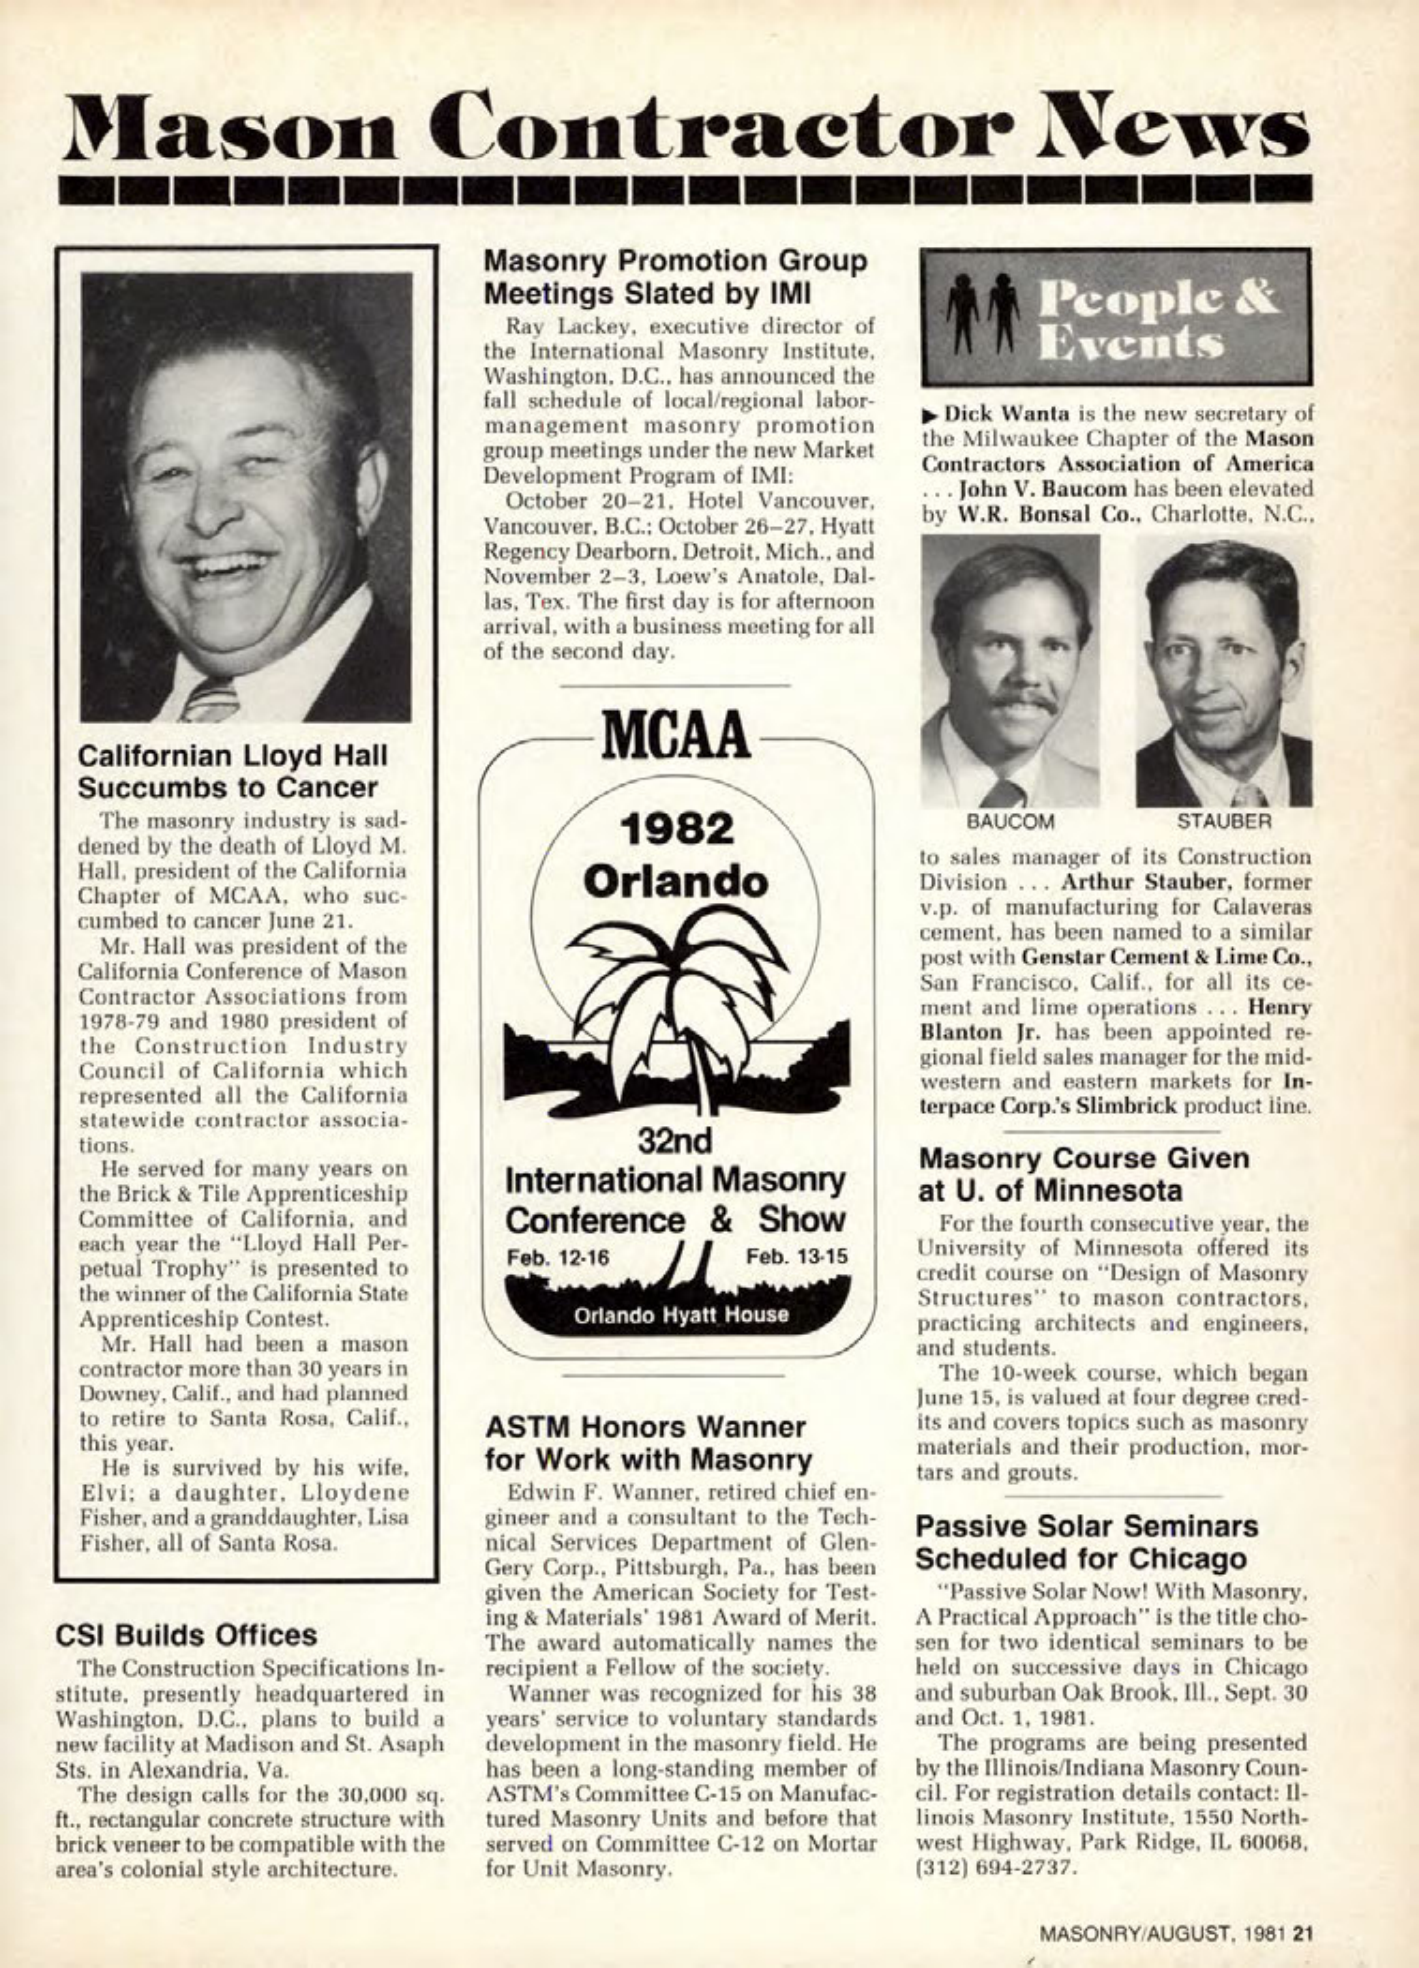 Mason Contractor News
Californian Lloyd Hall
Succumbs to Cancer
The masonry industry is sad-
dened by the death of Lloyd M.
Hall, president of the California
Chapter of MCAA, who suc-
cumbed to cancer June 21.
Mr. Hall was president of the
California Conference of Mason
Contractor Associations from
1978-79 and 1980 president of
the Construction Industry
Council of California which
represented all the California
statewide contractor associa-
tions.
He served for many years on
the Brick & Tile Apprenticeship
Committee of California, and
each year the "Lloyd Hall Per-
petual Trophy" is presented to
the winner of the California State
Apprenticeship Contest.
Mr. Hall had been a mason
contractor more than 30 years in
Downey, Calif., and had planned
to retire to Santa Rosa, Calif.,
this year.
He is survived by his wife,
Elvi; a daughter, Lloydene
Fisher, and a granddaughter, Lisa
Fisher, all of Santa Rosa.
CSI Builds Offices
The Construction Specifications In-
stitute, presently headquartered in
Washington, D.C., plans to build a
new facility at Madison and St. Asaph
Sts. in Alexandria, Va.
The design calls for the 30,000 sq.
ft., rectangular concrete structure with
brick veneer to be compatible with the
area's colonial style architecture.
Masonry Promotion Group
Meetings Slated by IMI
Ray Lackey, executive director of
the International Masonry Institute,
Washington, D.C., has announced the
fall schedule of local/regional labor-
management masonry promotion
group meetings under the new Market
Development Program of IMI:
October 20–21, Hotel Vancouver,
Vancouver, B.C.; October 26–27, Hyatt
Regency Dearborn, Detroit, Mich., and
November 2–3, Loew's Anatole, Dal-
las, Tex. The first day is for afternoon
arrival, with a business meeting for all
of the second day.
MCAA
1982
Orlando
32nd
International Masonry
Conference & Show
Feb. 12-16 Feb. 13-15
Orlando Hyatt House
ASTM Honors Wanner
for Work with Masonry
Edwin F. Wanner, retired chief en-
gineer and a consultant to the Tech-
nical Services Department of Glen-
Gery Corp., Pittsburgh, Pa., has been
given the American Society for Test-
ing & Materials' 1981 Award of Merit.
The award automatically names the
recipient a Fellow of the society.
Wanner was recognized for his 38
years' service to voluntary standards
development in the masonry field. He
has been a long-standing member of
ASTM's Committee C-15 on Manufac-
tured Masonry Units and before that
served on Committee C-12 on Mortar
for Unit Masonry.
People &
Events
▶ Dick Wanta is the new secretary of
the Milwaukee Chapter of the Mason
Contractors Association of America
. . . John V. Baucom has been elevated
by W.R. Bonsal Co., Charlotte, N.C.,
BAUCOM STAUBER
to sales manager of its Construction
Division . . . Arthur Stauber, former
v.p. of manufacturing for Calaveras
cement, has been named to a similar
post with Genstar Cement & Lime Co.,
San Francisco, Calif., for all its ce-
ment and lime operations . . . Henry
Blanton Jr. has been appointed re-
gional field sales manager for the mid-
western and eastern markets for In-
terpace Corp.'s Slimbrick product line.
Masonry Course Given
at U. of Minnesota
For the fourth consecutive year, the
University of Minnesota offered its
credit course on "Design of Masonry
Structures" to mason contractors,
practicing architects and engineers,
and students.
The 10-week course, which began
June 15, is valued at four degree cred-
its and covers topics such as masonry
materials and their production, mor-
tars and grouts.
Passive Solar Seminars
Scheduled for Chicago
"Passive Solar Now! With Masonry,
A Practical Approach" is the title cho-
sen for two identical seminars to be
held on successive days in Chicago
and suburban Oak Brook, Ill., Sept. 30
and Oct. 1, 1981.
The programs are being presented
by the Illinois/Indiana Masonry Coun-
cil. For registration details contact: Il-
linois Masonry Institute, 1550 North-
west Highway, Park Ridge, IL 60068,
(312) 694-2737.
MASONRY/AUGUST, 1981 21